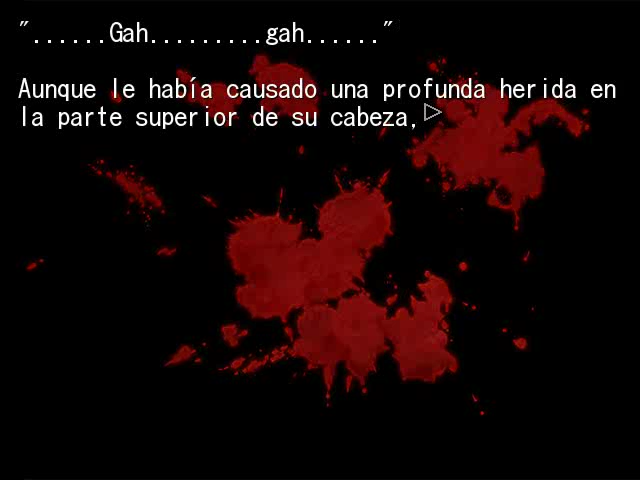 "......Gah.........gah......"
Aunque le había causado una profunda herida en
la parte superior de su cabeza,